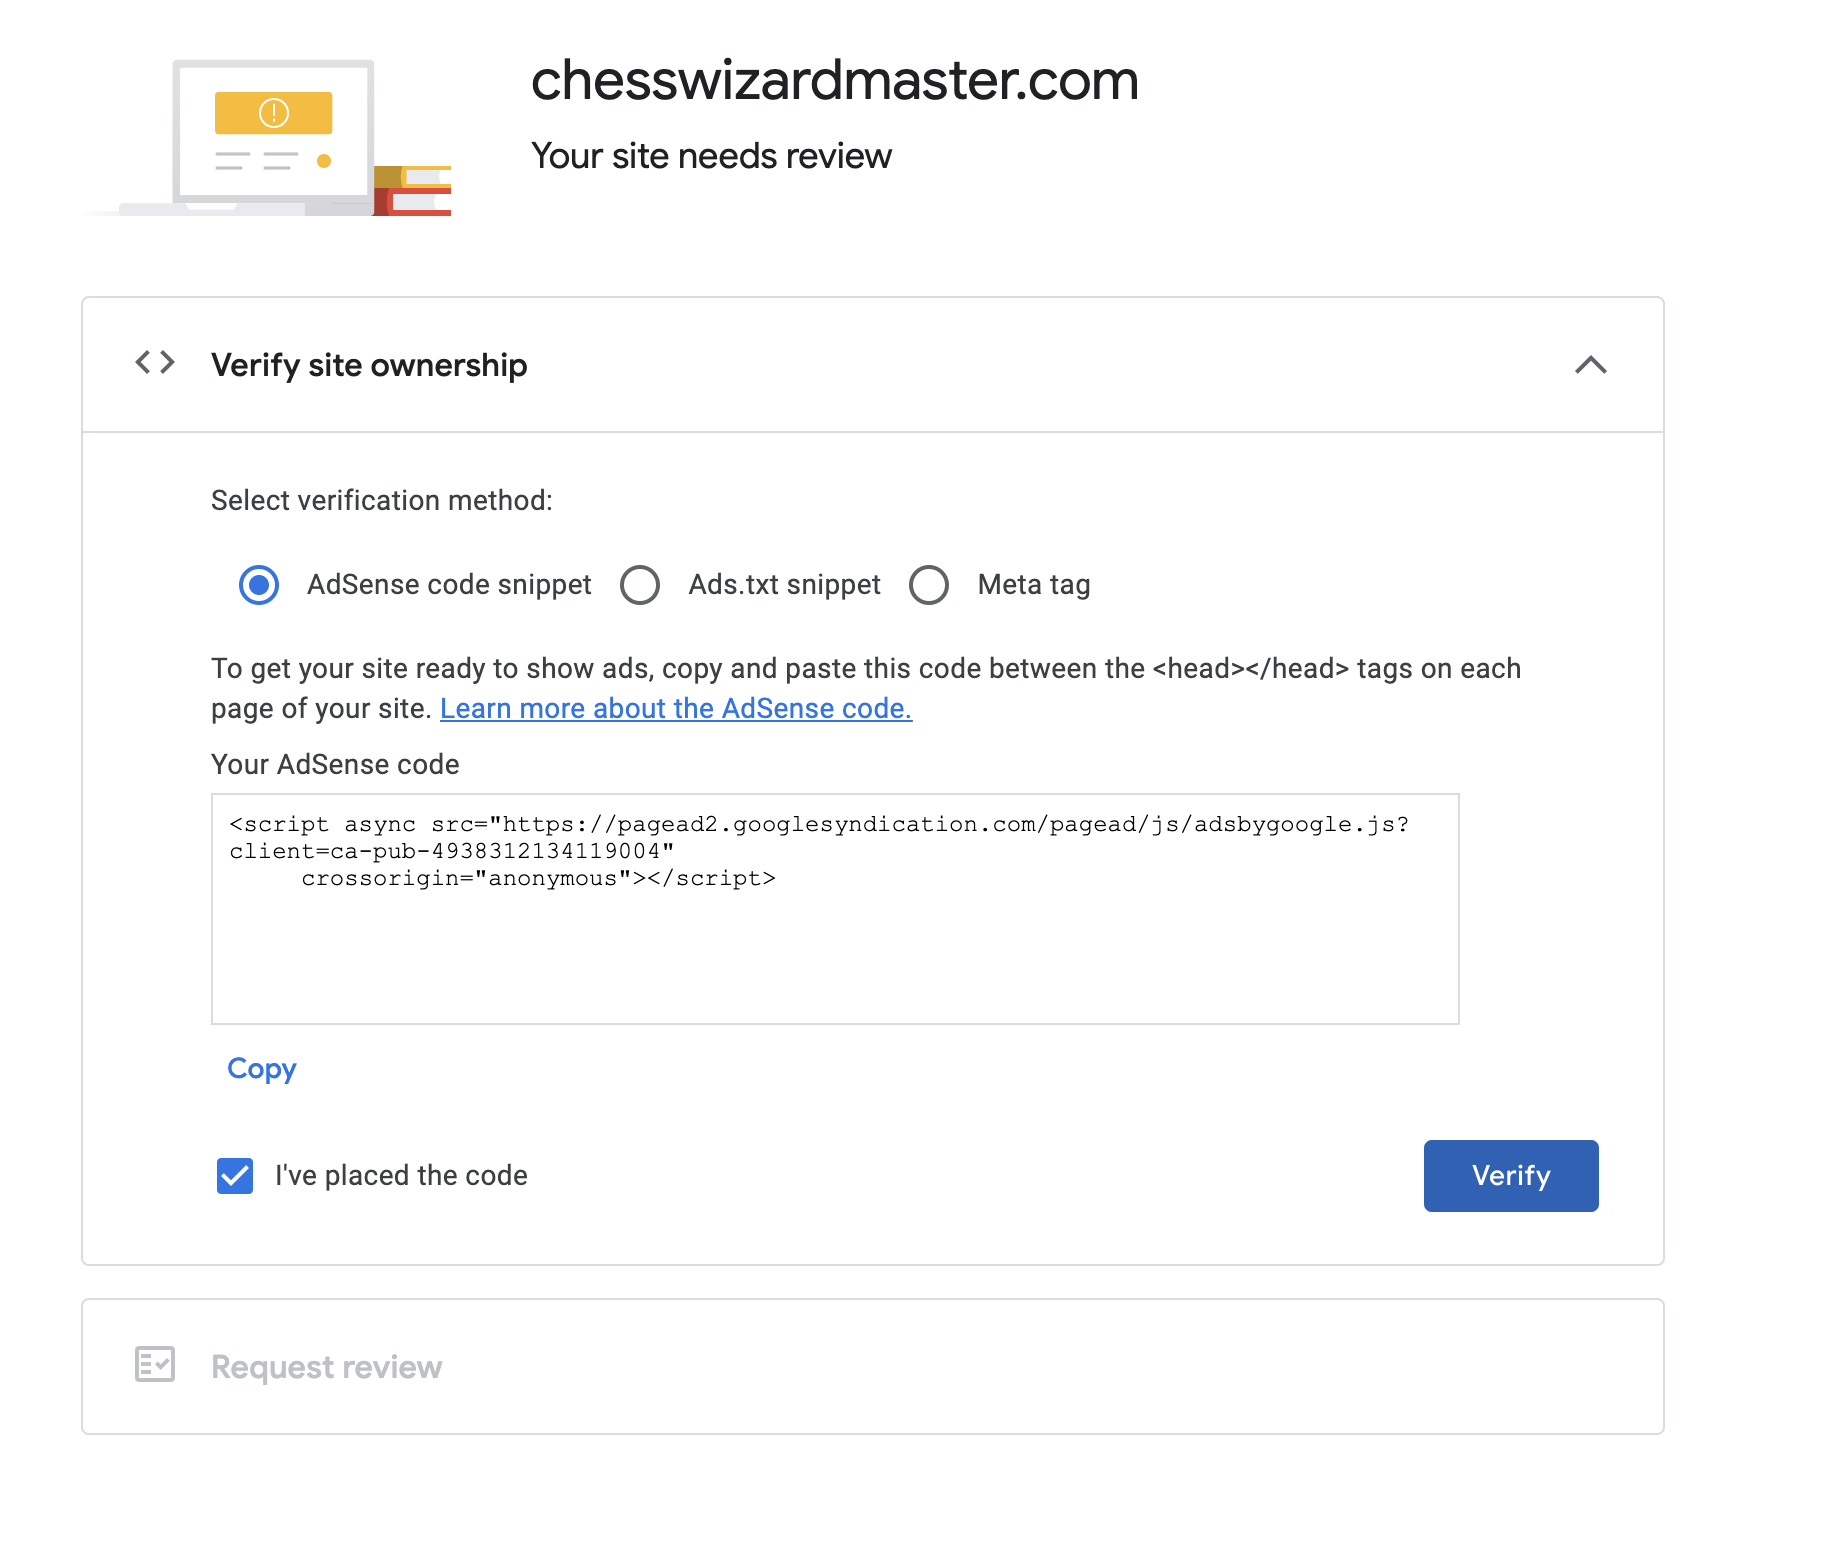 chesswizardmaster.com
Your site needs review
Verify site ownership
Select verification method:
AdSense code snippet Ads.txt snippet Meta tag
To get your site ready to show ads, copy and paste this code between the <head></head> tags on each
page of your site. Learn more about the AdSense code.
Your AdSense code
<script async src="https://pagead2.googlesyndication.com/pagead/js/adsbygoogle.js?
client=ca-pub-4938312134119004"
crossorigin="anonymous"></script>
Copy
I've placed the code
Verify
Request review